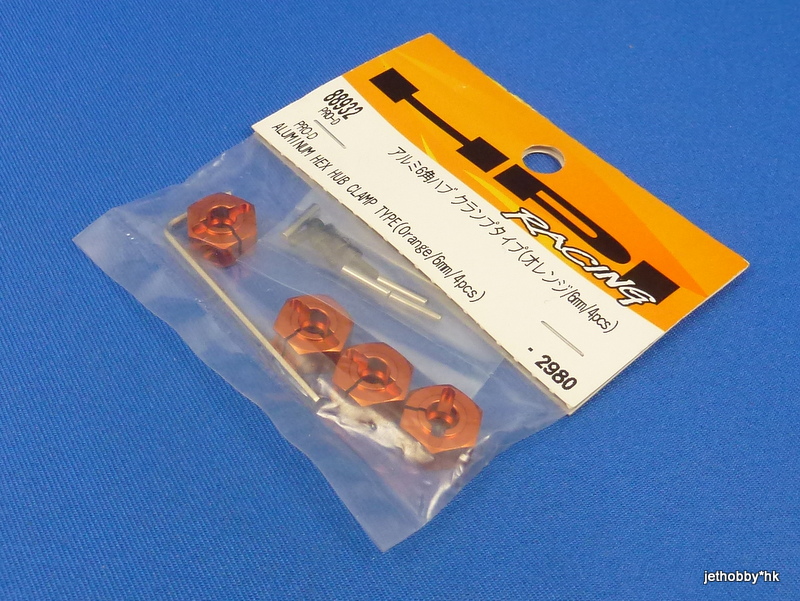 HPI
RACING
88932
PRO-D
アルミ6角ハブ クランプタイプ(オレンジ/6mm/4pcs)
PRO-D
ALUMINUM HEX HUB CLAMP TYPE(Orange/6mm/4pcs)
2980
jethobby*hk